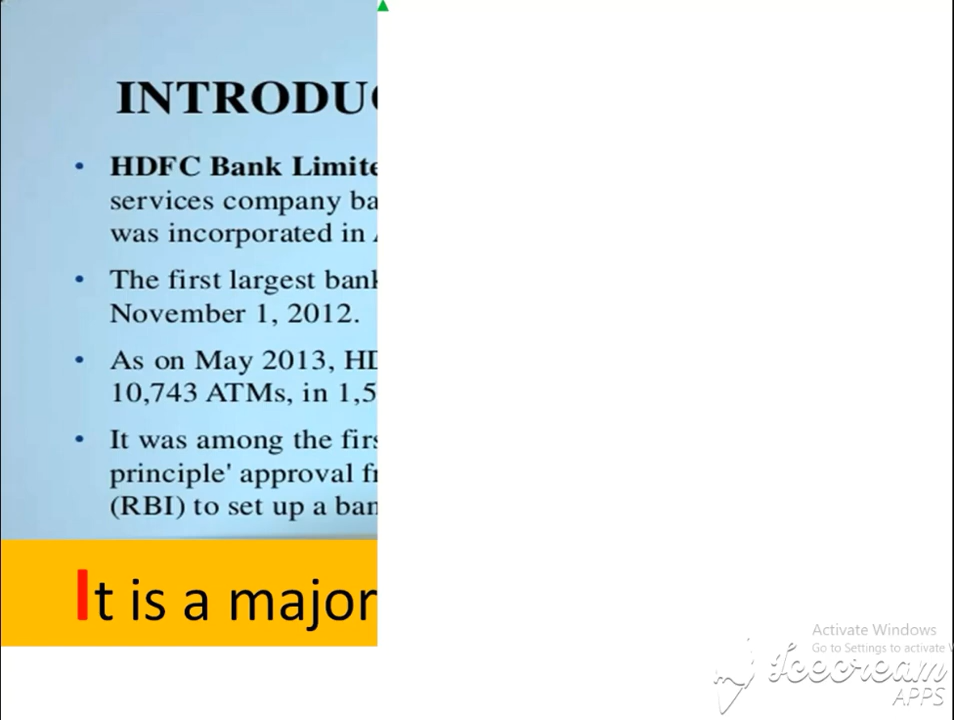 INTRODU
HDFC Bank Limite
services company ba
was incorporated in
The first largest bank
November 1, 2012.
As on May 2013, HD
10,743 ATMs, in 1,5
It was among the firs
principle' approval fr
(RBI) to set up a ban
It is a major
Activate Windows
Go to Settings to activate
Icecream
APPS